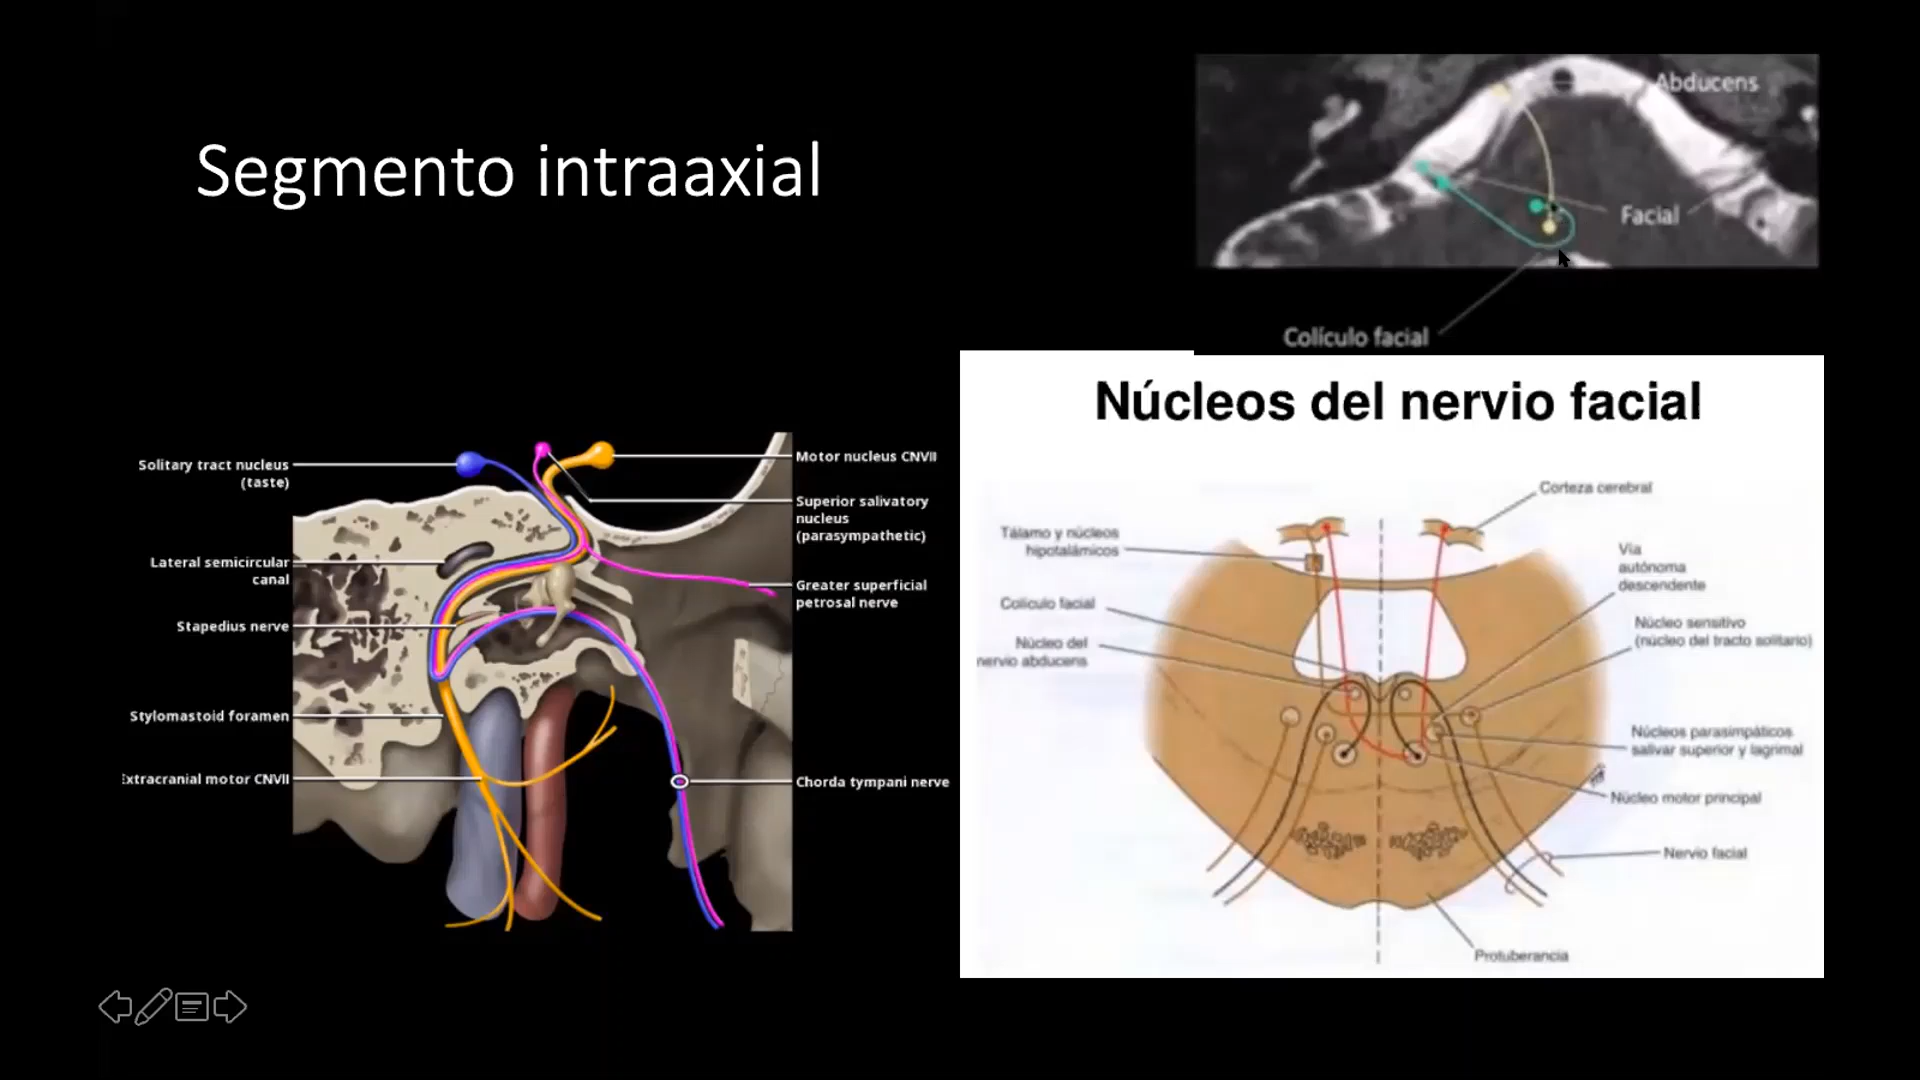 Segmento intraaxial
Abducens
Facial
Colículo facial
Solitary tract nucleus
(taste)
Lateral semicircular
canal
Stapedius nerve
Stylomastoid foramen
Extracranial motor CNVII
Motor nucleus CNVII
Superior salivatory
nucleus
(parasympathetic)
Greater superficial
petrosal nerve
Chorda tympani nerve
Núcleos del nervio facial
Corteza cerebral
Tálamo y núcleos
hipotalámicos
Colículo facial
Núcleo del
nervio abducens
Vía
autónoma
descendente
Núcleo sensitivo
(núcleo del tracto solitario)
Núcleos parasimpáticos
salivar superior y lagrimal
Núcleo motor principal
Nervio facial
Protuberancia